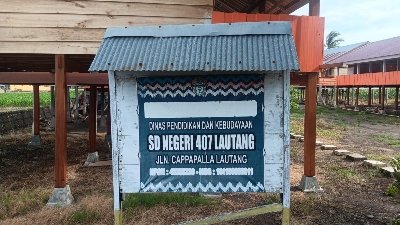 DINAS PENDIDIKAN DAN KEBUDAYAAN
SD NEGERI 407 LAUTANG
JLN. CAPPAPALLA LAUTANG